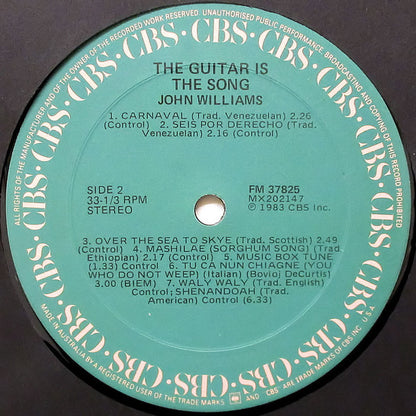 ALL RIGHTS OF THE MANUFACTURER AND OF THE OWNER OF THE RECORDED WORK RESERVED. UNAUTHORISED PUBLIC PERFORMANCE, BROADCASTING AND COPYING OF THIS RECORD PROHIBITED
CBS · CBS · CBS · CBS · CBS · CBS · CBS · CBS · CBS · CBS · CBS
THE GUITAR IS
THE SONG
JOHN WILLIAMS
1. CARNAVAL (Trad. Venezuelan) 2.26
(Control) 2. SEIS POR DERECHO (Trad.
Venezuelan) 2.16 (Control)
SIDE 2
33-1/3 RPM
STEREO
FM 37825
MX202147
℗ 1983 CBS Inc.
3. OVER THE SEA TO SKYE (Trad. Scottish) 2.49
(Control) 4. MASHILAE (SORGHUM SONG) (Trad.
Ethiopian) 2.17 (Control) 5. MUSIC BOX TUNE
(1.33) Control 6. TU CA NUN CHIAGNE (YOU
WHO DO NOT WEEP) (Italian) (Bovio) DeCurtis)
3.00 (BIEM) 7. WALY WALY (Trad. English)
Control; SHENANDOAH (Trad.
American) Control (6.33)
MADE IN AUSTRALIA BY A REGISTERED USER OF THE TRADE MARKS
AND CBS ARE TRADE MARKS OF CBS INC. U S A